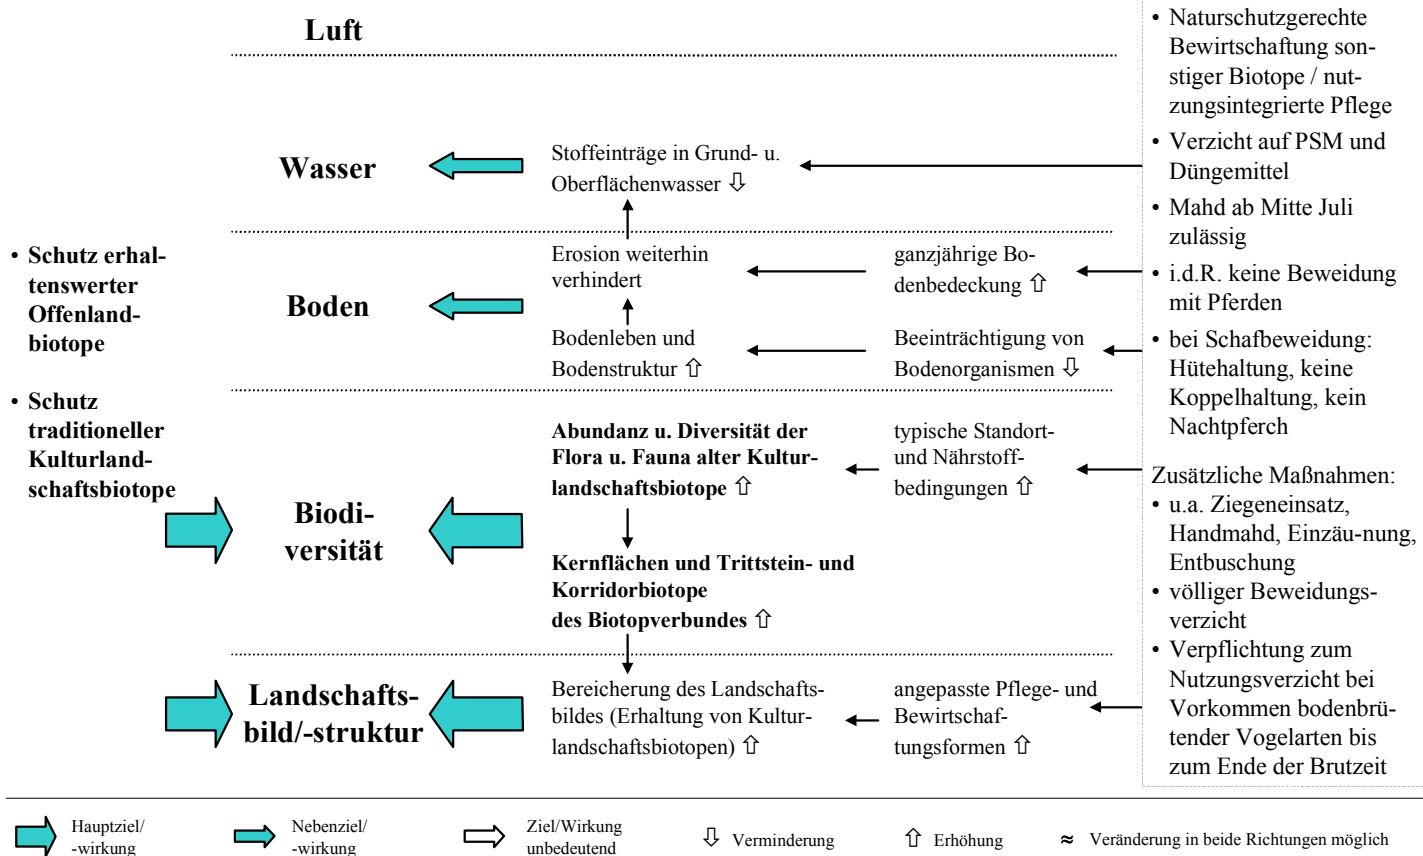 Luft
Wasser
Stoffeinträge in Grund- u.
Oberflächenwasser ⇩
• Schutz erhal-
tenswerter
Offenland-
biotope
• Schutz
traditioneller
Kulturland-
schaftsbiotope
Boden
Erosion weiterhin
verhindert
ganzjährige Bo-
denbedeckung ⇧
Bodenleben und
Bodenstruktur ⇧
Beeinträchtigung von
Bodenorganismen ⇩
Biodi-
versität
Abundanz u. Diversität der
Flora u. Fauna alter Kultur-
landschaftsbiotope ⇧
typische Standort-
und Nährstoff-
bedingungen ⇧
Kernflächen und Trittstein- und
Korridorbiotope
des Biotopverbundes ⇧
Landschafts-
bild/-struktur
Bereicherung des Landschafts-
bildes (Erhaltung von Kultur-
landschaftsbiotopen) ⇧
angepasste Pflege- und
Bewirtschaf-
tungsformen ⇧
• Naturschutzgerechte
Bewirtschaftung son-
stiger Biotope / nut-
zungsintegrierte Pflege
• Verzicht auf PSM und
Düngemittel
• Mahd ab Mitte Juli
zulässig
• i.d.R. keine Beweidung
mit Pferden
• bei Schafbeweidung:
Hütehaltung, keine
Koppelhaltung, kein
Nachtpferch
Zusätzliche Maßnahmen:
• u.a. Ziegeneinsatz,
Handmahd, Einzäu-nung,
Entbuschung
• völliger Beweidungs-
verzicht
• Verpflichtung zum
Nutzungsverzicht bei
Vorkommen bodenbrü-
tender Vogelarten bis
zum Ende der Brutzeit
Hauptziel/
-wirkung
Nebenziel/
-wirkung
Ziel/Wirkung
unbedeutend
⇩ Verminderung
⇧ Erhöhung
≈ Veränderung in beide Richtungen möglich